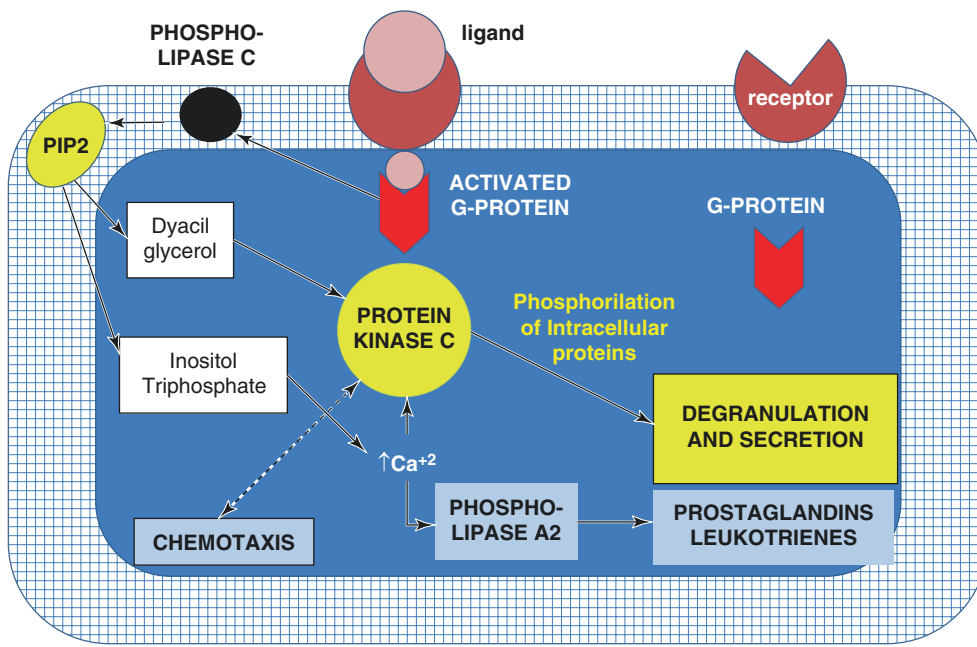 PHOSPHO-
LIPASE C
ligand
receptor
PIP2
ACTIVATED
G-PROTEIN
G-PROTEIN
Dyacil
glycerol
PROTEIN
KINASE C
Phosphorilation
of Intracellular
proteins
Inositol
Triphosphate
DEGRANULATION
AND SECRETION
↑Ca+2
CHEMOTAXIS
PHOSPHO-
LIPASE A2
PROSTAGLANDINS
LEUKOTRIENES